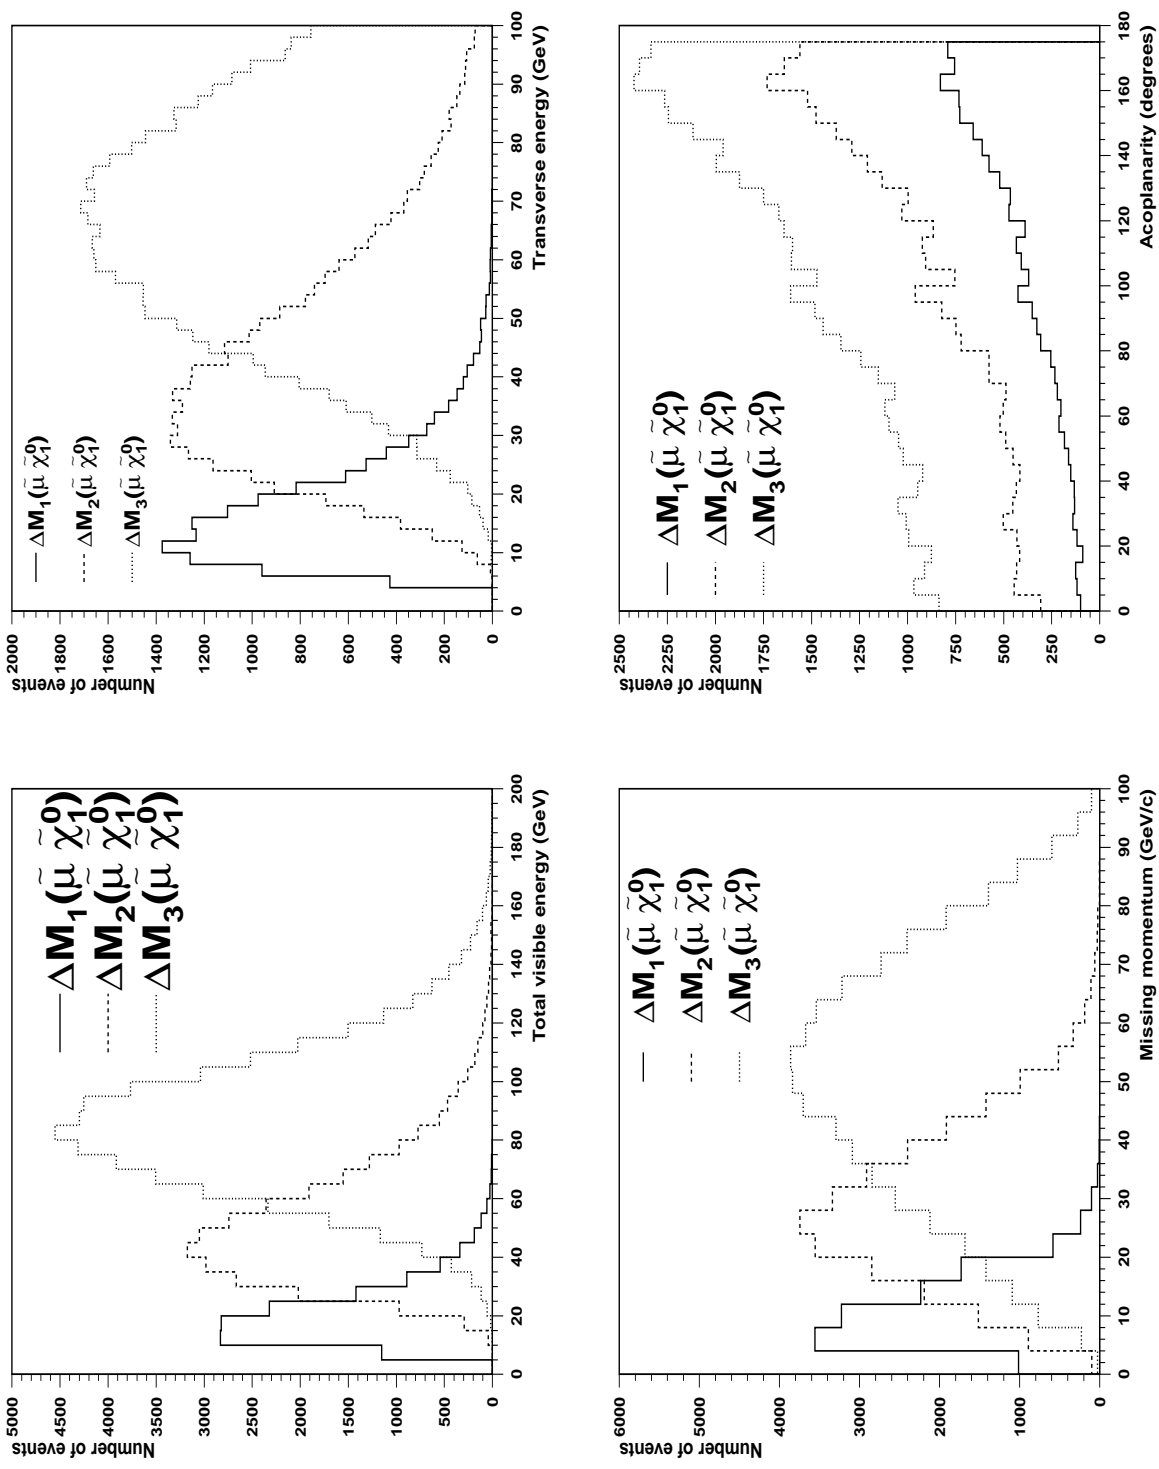 Number of events
5000
4500
4000
3500
3000
2500
2000
1500
1000
500
0
ΔM₁(μ̃ χ̃₁⁰)
ΔM₂(μ̃ χ̃₁⁰)
ΔM₃(μ̃ χ̃₁⁰)
0 20 40 60 80 100 120 140 160 180 200
Total visible energy (GeV)
Number of events
2000
1800
1600
1400
1200
1000
800
600
400
200
0
ΔM₁(μ̃ χ̃₁⁰)
ΔM₂(μ̃ χ̃₁⁰)
ΔM₃(μ̃ χ̃₁⁰)
0 10 20 30 40 50 60 70 80 90 100
Transverse energy (GeV)
Number of events
6000
5000
4000
3000
2000
1000
0
ΔM₁(μ̃ χ̃₁⁰)
ΔM₂(μ̃ χ̃₁⁰)
ΔM₃(μ̃ χ̃₁⁰)
0 10 20 30 40 50 60 70 80 90 100
Missing momentum (GeV/c)
Number of events
2500
2250
2000
1750
1500
1250
1000
750
500
250
0
ΔM₁(μ̃ χ̃₁⁰)
ΔM₂(μ̃ χ̃₁⁰)
ΔM₃(μ̃ χ̃₁⁰)
0 20 40 60 80 100 120 140 160 180
Acoplanarity (degrees)